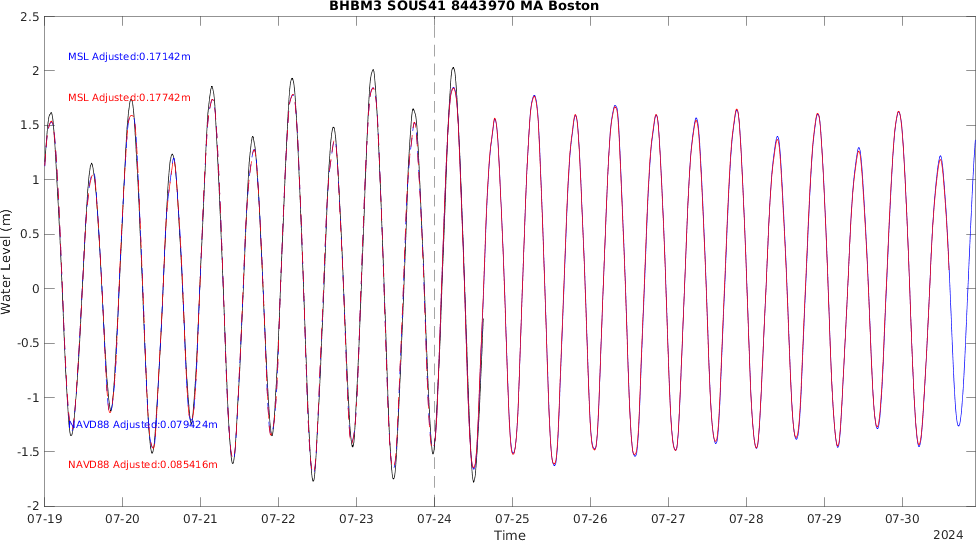 BHBM3 SOUS41 8443970 MA Boston
2.5
MSL Adjusted:0.17142m
2
MSL Adjusted:0.17742m
1.5
1
0.5
Water Level (m)
0
-0.5
-1
NAVD88 Adjusted:0.079424m
-1.5
NAVD88 Adjusted:0.085416m
-2
07-19 07-20 07-21 07-22 07-23 07-24 07-25 07-26 07-27 07-28 07-29 07-30
Time
2024